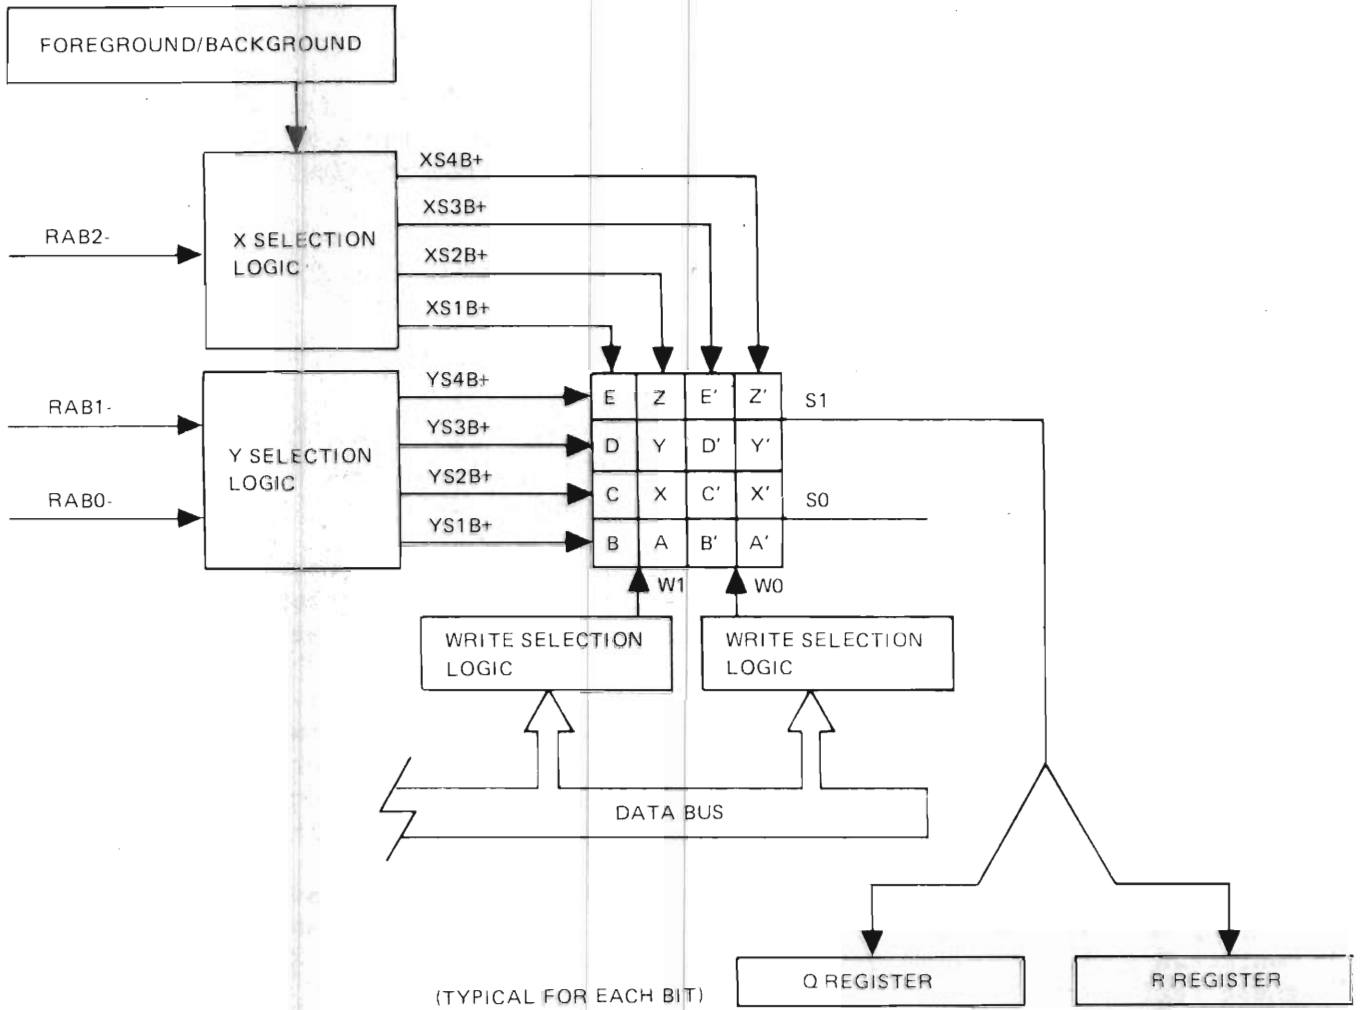 FOREGROUND/BACKGROUND
XS4B+
XS3B+
RAB2-
X SELECTION
LOGIC
XS2B+
XS1B+
YS4B+
E Z E' Z'
S1
RAB1-
YS3B+
D Y D' Y'
Y SELECTION
LOGIC
YS2B+
C X C' X'
S0
RAB0-
YS1B+
B A B' A'
W1
W0
WRITE SELECTION
LOGIC
WRITE SELECTION
LOGIC
DATA BUS
Q REGISTER
R REGISTER
(TYPICAL FOR EACH BIT)